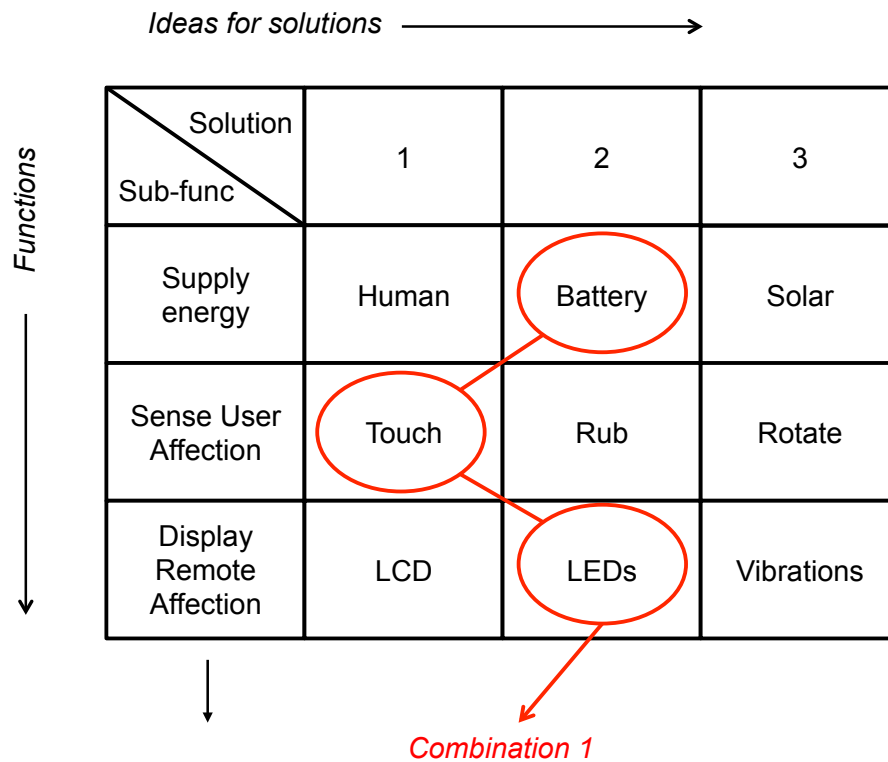 Ideas for solutions
Functions
Solution
Sub-func
1
2
3
Supply
energy
Human
Battery
Solar
Sense User
Affection
Touch
Rub
Rotate
Display
Remote
Affection
LCD
LEDs
Vibrations
Combination 1